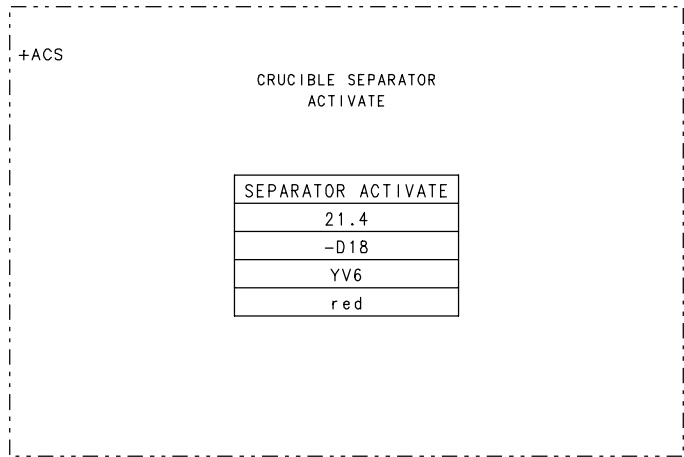 +ACS
CRUCIBLE SEPARATOR
ACTIVATE
SEPARATOR ACTIVATE
21.4
-D18
YV6
red